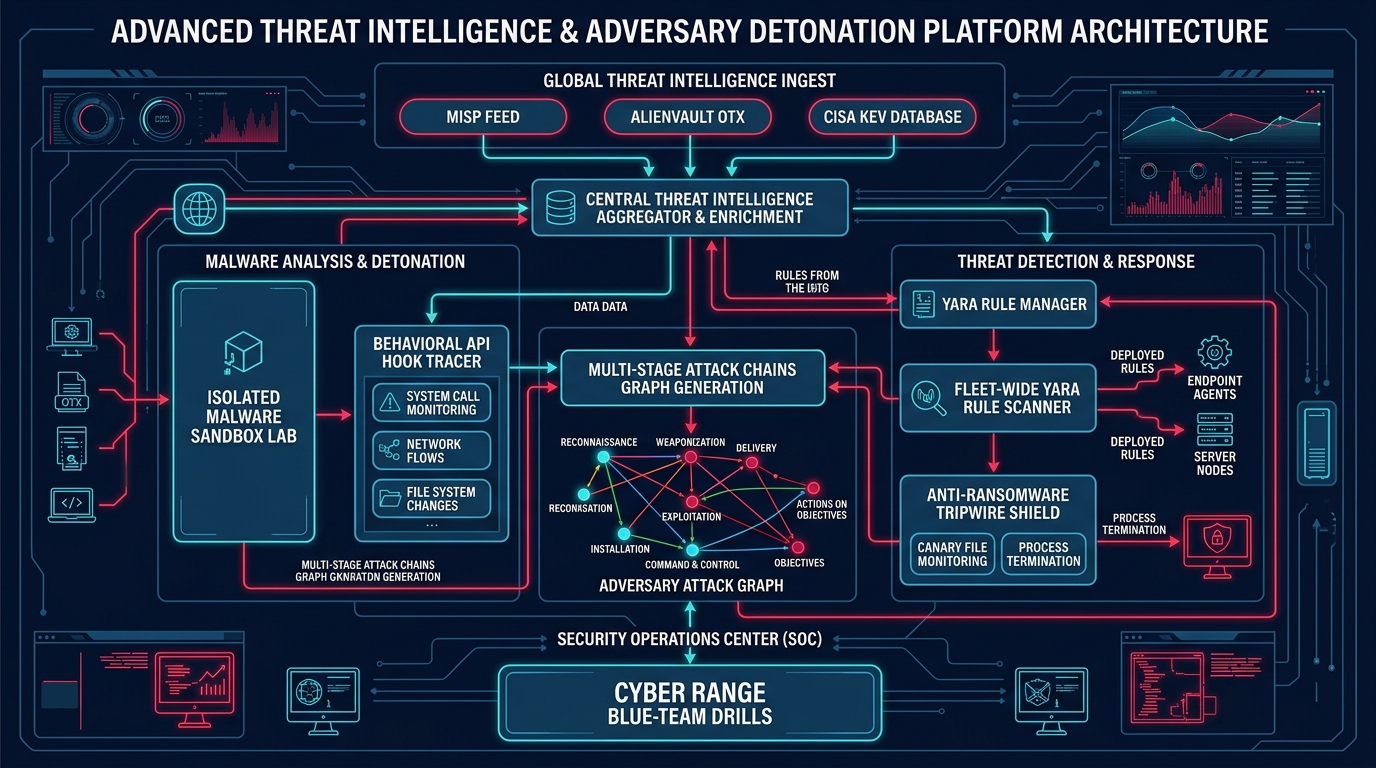 ADVANCED THREAT INTELLIGENCE & ADVERSARY DETONATION PLATFORM ARCHITECTURE
GLOBAL THREAT INTELLIGENCE INGEST
MISP FEED
ALIENVAULT OTX
CISA KEV DATABASE
CENTRAL THREAT INTELLIGENCE
AGGREGATOR & ENRICHMENT
MALWARE ANALYSIS & DETONATION
OTX
ISOLATED
MALWARE
SANDBOX LAB
BEHAVIORAL API
HOOK TRACER
SYSTEM CALL
MONITORING
NETWORK
FLOWS
FILE SYSTEM
CHANGES
...
MULTI-STAGE ATTACK CHAINS
GRAPH GKNRATDN GENERATION
DATA DATA
RULES FROM
THE
MULTI-STAGE ATTACK CHAINS
GRAPH GENERATION
RECONNAISSANCE
WEAPONIZATION
DELIVERY
RECONASATION
EXPLOITATION
ACTIONS ON
OBJECTIVES
INSTALLATION
COMMAND & CONTROL
OBJECTIVES
ADVERSARY ATTACK GRAPH
THREAT DETECTION & RESPONSE
YARA RULE MANAGER
FLEET-WIDE YARA
RULE SCANNER
DEPLOYED
RULES
ENDPOINT
AGENTS
DEPLOYED
RULES
SERVER
NODES
ANTI-RANSOMWARE
TRIPWIRE SHIELD
CANARY FILE
MONITORING
PROCESS
TERMINATION
PROCESS
TERMINATION
SECURITY OPERATIONS CENTER (SOC)
CYBER RANGE
BLUE-TEAM DRILLS